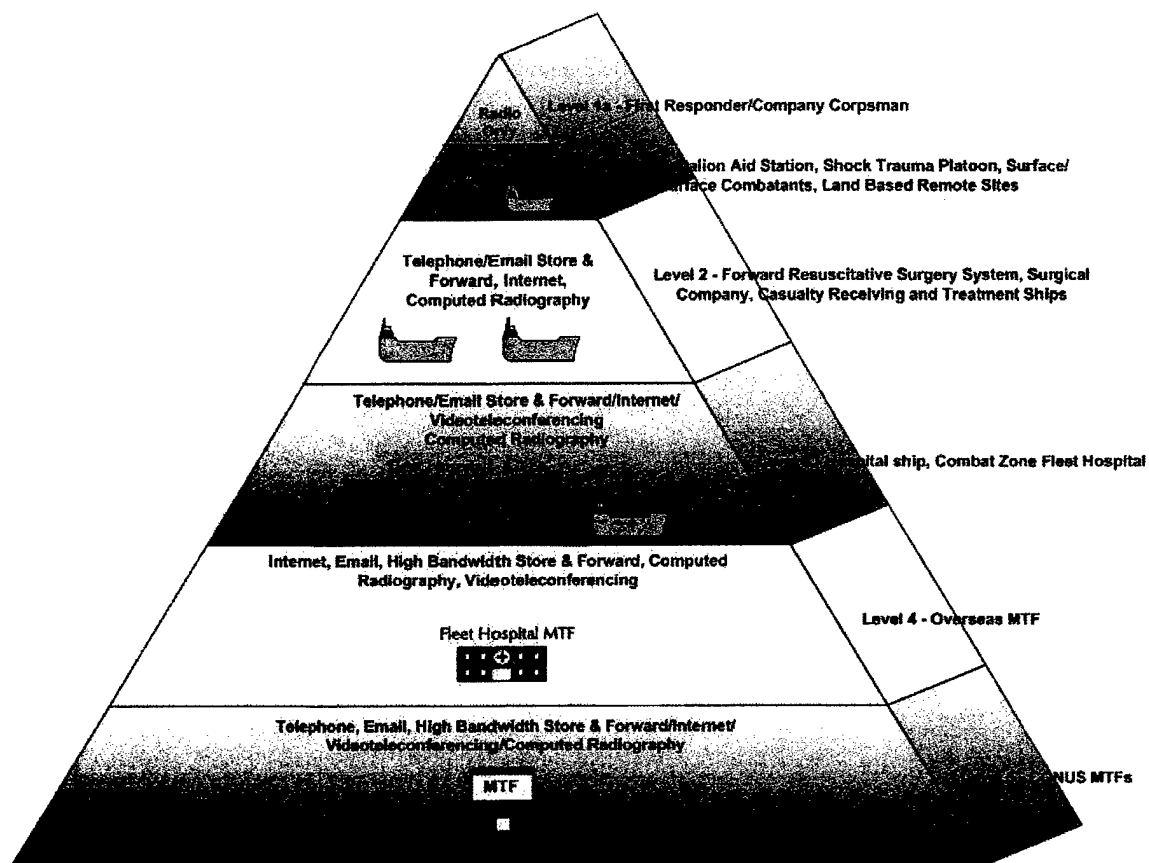 Radio
Only
Level 1a - First Responder/Company Corpsman
Aid Station, Shock Trauma Platoon, Surface/
Combatants, Land Based Remote Sites
Telephone/Email Store &
Forward, Internet,
Computed Radiography
Level 2 - Forward Resuscitative Surgery System, Surgical
Company, Casualty Receiving and Treatment Ships
Telephone/Email Store & Forward/Internet/
Videoteleconferencing
Computed Radiography
ship, Combat Zone Fleet Hospital
Internet, Email, High Bandwidth Store & Forward, Computed
Radiography, Videoteleconferencing
Fleet Hospital MTF
Level 4 - Overseas MTF
Telephone, Email, High Bandwidth Store & Forward/Internet/
Videoteleconferencing/Computed Radiography
MTF
MTFs